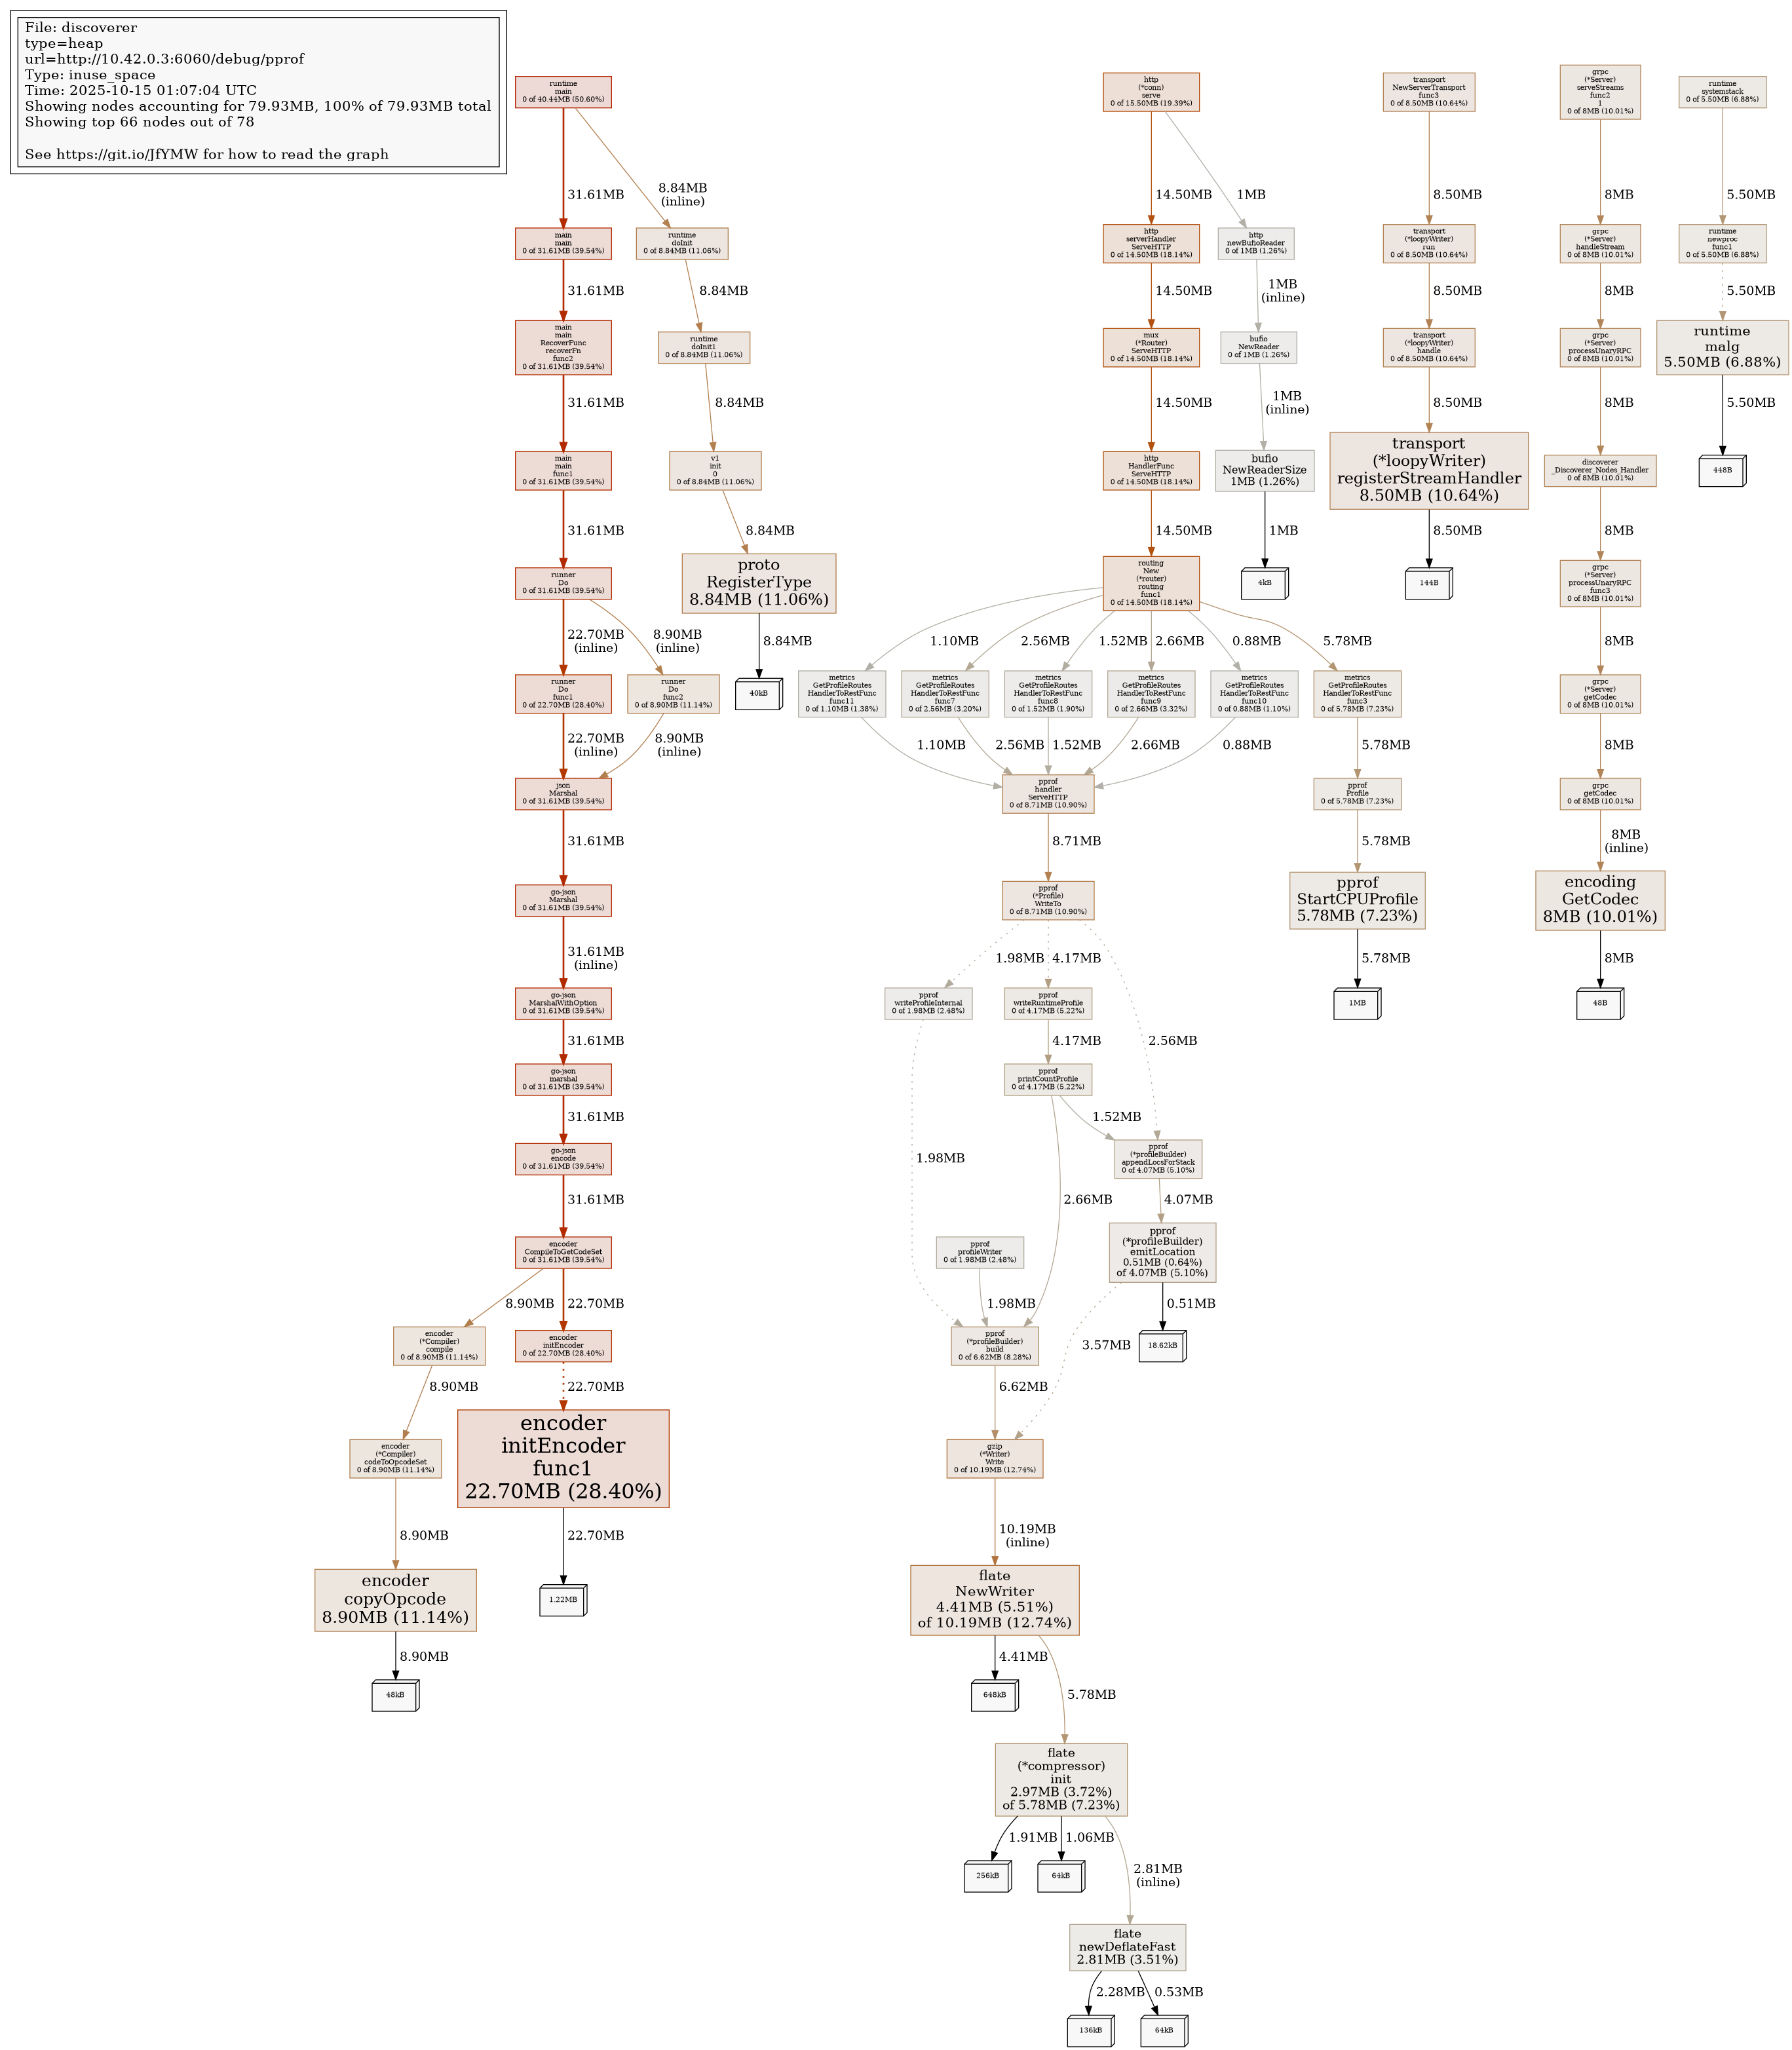 File: discoverer
type=heap
url=http://10.42.0.3:6060/debug/pprof
Type: inuse_space
Time: 2025-10-15 01:07:04 UTC
Showing nodes accounting for 79.93MB, 100% of 79.93MB total
Showing top 66 nodes out of 78
See https://git.io/JfYMW for how to read the graph
runtime
main
0 of 40.44MB (50.60%)
31.61MB
8.84MB
(inline)
main
main
0 of 31.61MB (39.54%)
runtime
doInit
0 of 8.84MB (11.06%)
31.61MB
8.84MB
main
main
RecoverFunc
recoverFn
func2
0 of 31.61MB (39.54%)
runtime
doInit1
0 of 8.84MB (11.06%)
31.61MB
8.84MB
main
main
func1
0 of 31.61MB (39.54%)
v1
init
0
0 of 8.84MB (11.06%)
31.61MB
8.84MB
runner
Do
0 of 31.61MB (39.54%)
proto
RegisterType
8.84MB (11.06%)
22.70MB
(inline)
8.90MB
(inline)
8.84MB
40kB
runner
Do
func1
0 of 22.70MB (28.40%)
runner
Do
func2
0 of 8.90MB (11.14%)
22.70MB
(inline)
8.90MB
(inline)
json
Marshal
0 of 31.61MB (39.54%)
31.61MB
go-json
Marshal
0 of 31.61MB (39.54%)
31.61MB
(inline)
go-json
MarshalWithOption
0 of 31.61MB (39.54%)
31.61MB
go-json
marshal
0 of 31.61MB (39.54%)
31.61MB
go-json
encode
0 of 31.61MB (39.54%)
31.61MB
encoder
CompileToGetCodeSet
0 of 31.61MB (39.54%)
8.90MB
22.70MB
encoder
(*Compiler)
compile
0 of 8.90MB (11.14%)
encoder
initEncoder
0 of 22.70MB (28.40%)
8.90MB
22.70MB
encoder
(*Compiler)
codeToOpcodeSet
0 of 8.90MB (11.14%)
encoder
initEncoder
func1
22.70MB (28.40%)
8.90MB
22.70MB
encoder
copyOpcode
8.90MB (11.14%)
1.22MB
8.90MB
48kB
http
(*conn)
serve
0 of 15.50MB (19.39%)
14.50MB
1MB
http
serverHandler
ServeHTTP
0 of 14.50MB (18.14%)
http
newBufioReader
0 of 1MB (1.26%)
14.50MB
1MB
(inline)
mux
(*Router)
ServeHTTP
0 of 14.50MB (18.14%)
bufio
NewReader
0 of 1MB (1.26%)
14.50MB
1MB
(inline)
http
HandlerFunc
ServeHTTP
0 of 14.50MB (18.14%)
bufio
NewReaderSize
1MB (1.26%)
14.50MB
1MB
4kB
routing
New
(*router)
routing
func1
0 of 14.50MB (18.14%)
1.10MB
2.56MB
1.52MB
2.66MB
0.88MB
5.78MB
metrics
GetProfileRoutes
HandlerToRestFunc
func11
0 of 1.10MB (1.38%)
metrics
GetProfileRoutes
HandlerToRestFunc
func7
0 of 2.56MB (3.20%)
metrics
GetProfileRoutes
HandlerToRestFunc
func8
0 of 1.52MB (1.90%)
metrics
GetProfileRoutes
HandlerToRestFunc
func9
0 of 2.66MB (3.32%)
metrics
GetProfileRoutes
HandlerToRestFunc
func10
0 of 0.88MB (1.10%)
metrics
GetProfileRoutes
HandlerToRestFunc
func3
0 of 5.78MB (7.23%)
1.10MB
2.56MB
1.52MB
2.66MB
0.88MB
5.78MB
pprof
handler
ServeHTTP
0 of 8.71MB (10.90%)
pprof
Profile
0 of 5.78MB (7.23%)
8.71MB
5.78MB
pprof
(*Profile)
WriteTo
0 of 8.71MB (10.90%)
pprof
StartCPUProfile
5.78MB (7.23%)
1.98MB
4.17MB
2.56MB
5.78MB
1MB
pprof
writeProfileInternal
0 of 1.98MB (2.48%)
pprof
writeRuntimeProfile
0 of 4.17MB (5.22%)
4.17MB
pprof
printCountProfile
0 of 4.17MB (5.22%)
1.52MB
1.98MB
2.66MB
pprof
(*profileBuilder)
appendLocsForStack
0 of 4.07MB (5.10%)
4.07MB
pprof
profileWriter
0 of 1.98MB (2.48%)
pprof
(*profileBuilder)
emitLocation
0.51MB (0.64%)
of 4.07MB (5.10%)
1.98MB
0.51MB
3.57MB
18.62kB
pprof
(*profileBuilder)
build
0 of 6.62MB (8.28%)
6.62MB
gzip
(*Writer)
Write
0 of 10.19MB (12.74%)
10.19MB
(inline)
flate
NewWriter
4.41MB (5.51%)
of 10.19MB (12.74%)
4.41MB
5.78MB
648kB
flate
(*compressor)
init
2.97MB (3.72%)
of 5.78MB (7.23%)
1.91MB
1.06MB
2.81MB
(inline)
256kB
64kB
flate
newDeflateFast
2.81MB (3.51%)
2.28MB
0.53MB
136kB
64kB
transport
NewServerTransport
func3
0 of 8.50MB (10.64%)
8.50MB
transport
(*loopyWriter)
run
0 of 8.50MB (10.64%)
8.50MB
transport
(*loopyWriter)
handle
0 of 8.50MB (10.64%)
8.50MB
transport
(*loopyWriter)
registerStreamHandler
8.50MB (10.64%)
8.50MB
144B
grpc
(*Server)
serveStreams
func2
1
0 of 8MB (10.01%)
8MB
grpc
(*Server)
handleStream
0 of 8MB (10.01%)
8MB
grpc
(*Server)
processUnaryRPC
0 of 8MB (10.01%)
8MB
discoverer
_Discoverer_Nodes_Handler
0 of 8MB (10.01%)
8MB
grpc
(*Server)
processUnaryRPC
func3
0 of 8MB (10.01%)
8MB
grpc
(*Server)
getCodec
0 of 8MB (10.01%)
8MB
grpc
getCodec
0 of 8MB (10.01%)
8MB
(inline)
encoding
GetCodec
8MB (10.01%)
8MB
48B
runtime
systemstack
0 of 5.50MB (6.88%)
5.50MB
runtime
newproc
func1
0 of 5.50MB (6.88%)
5.50MB
runtime
malg
5.50MB (6.88%)
5.50MB
448B